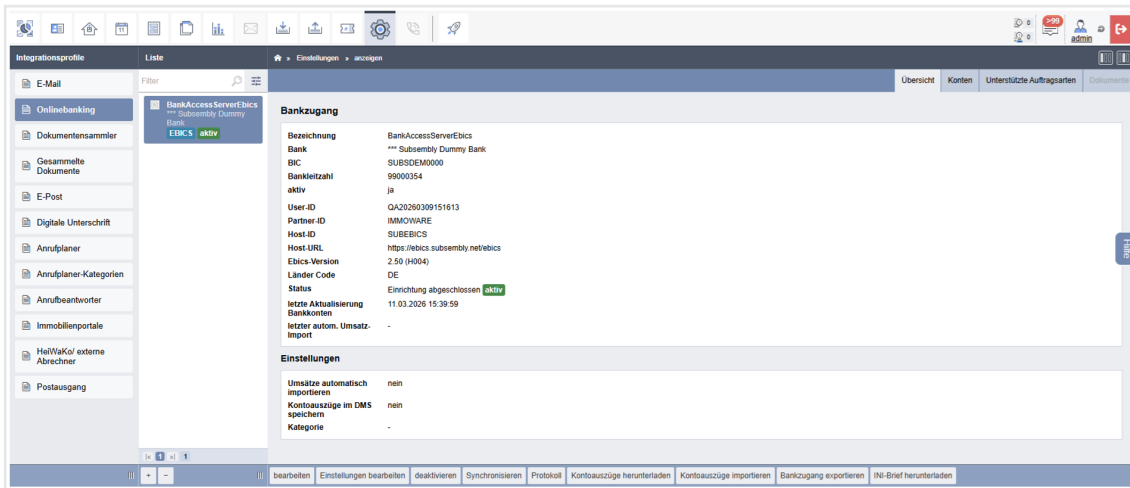 11
0
0
>99
admin
Integrationsprofile
Liste
» Einstellungen » anzeigen
E-Mail
Onlinebanking
Dokumentensammler
Gesammelte
Dokumente
E-Post
Digitale Unterschrift
Anrufplaner
Anrufplaner-Kategorien
Anrufbeantworter
Immobilienportale
HeiWaKo/ externe
Abrechner
Postausgang
Filter
BankAccessServerEbics
*** Subsembly Dummy
Bank
EBICS aktiv
1 1
+ −
Übersicht Konten Unterstützte Auftragsarten Dokumente
Bankzugang
Bezeichnung BankAccessServerEbics
Bank *** Subsembly Dummy Bank
BIC SUBSDEM0000
Bankleitzahl 99000354
aktiv ja
User-ID QA20260309151613
Partner-ID IMMOWARE
Host-ID SUBEBICS
Host-URL https://ebics.subsembly.net/ebics
Ebics-Version 2.50 (H004)
Länder Code DE
Status Einrichtung abgeschlossen aktiv
letzte Aktualisierung 11.03.2026 15:39:59
Bankkonten
letzter autom. Umsatz- -
Import
Einstellungen
Umsätze automatisch nein
importieren
Kontoauszüge im DMS nein
speichern
Kategorie -
Hilfe
bearbeiten Einstellungen bearbeiten deaktivieren Synchronisieren Protokoll Kontoauszüge herunterladen Kontoauszüge importieren Bankzugang exportieren INI-Brief herunterladen